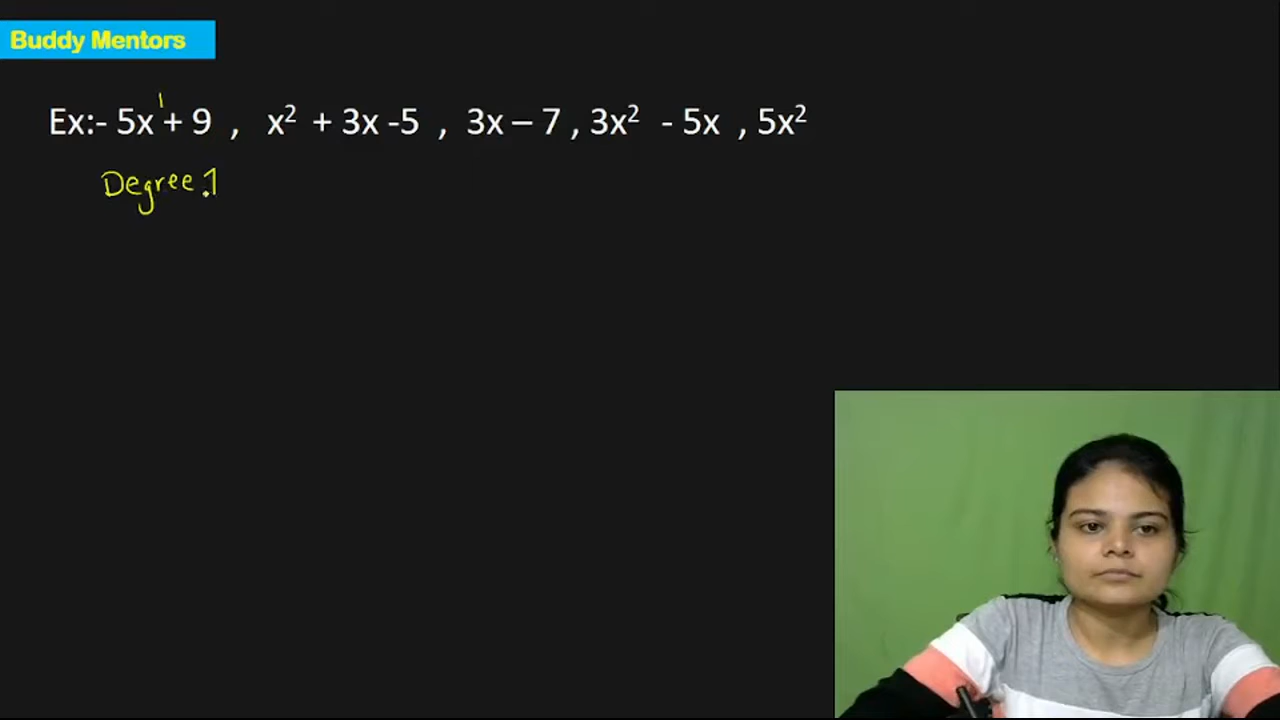 Buddy Mentors
Ex:- 5x¹ + 9 , x² + 3x -5 , 3x – 7 , 3x² - 5x , 5x²
Degree:1